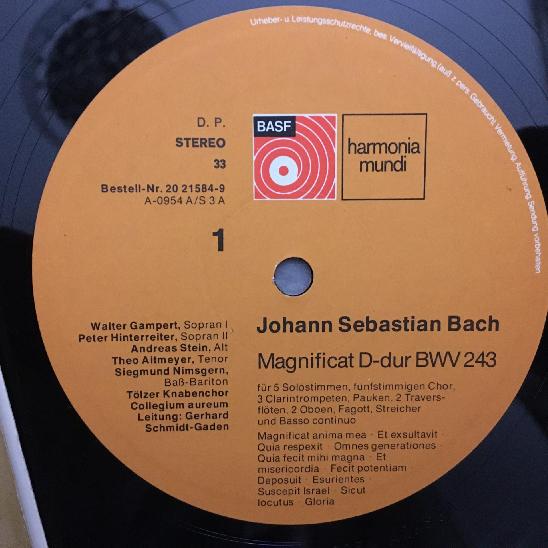 Urheber- u. Leistungsschutzrechte, bes. Vervielfältigung (auß. z. pers. Gebrauch), Vermietung, Aufführung, Sendung vorbehalten
D. P.
STEREO
33
BASF
harmonia
mundi
Bestell-Nr. 20 21584-9
A-0954 A/S 3 A
1
Walter Gampert, Sopran I
Peter Hinterreiter, Sopran II
Andreas Stein, Alt
Theo Altmeyer, Tenor
Siegmund Nimsgern,
Baß-Bariton
Tölzer Knabenchor
Collegium aureum
Leitung: Gerhard
Schmidt-Gaden
Johann Sebastian Bach
Magnificat D-dur BWV 243
für 5 Solostimmen, fünfstimmigen Chor,
3 Clarintrompeten, Pauken, 2 Travers-
flöten, 2 Oboen, Fagott, Streicher
und Basso continuo
Magnificat anima mea · Et exsultavit ·
Quia respexit · Omnes generationes ·
Quia fecit mihi magna · Et
misericordia · Fecit potentiam ·
Deposuit · Esurientes ·
Suscepit Israel · Sicut
locutus · Gloria